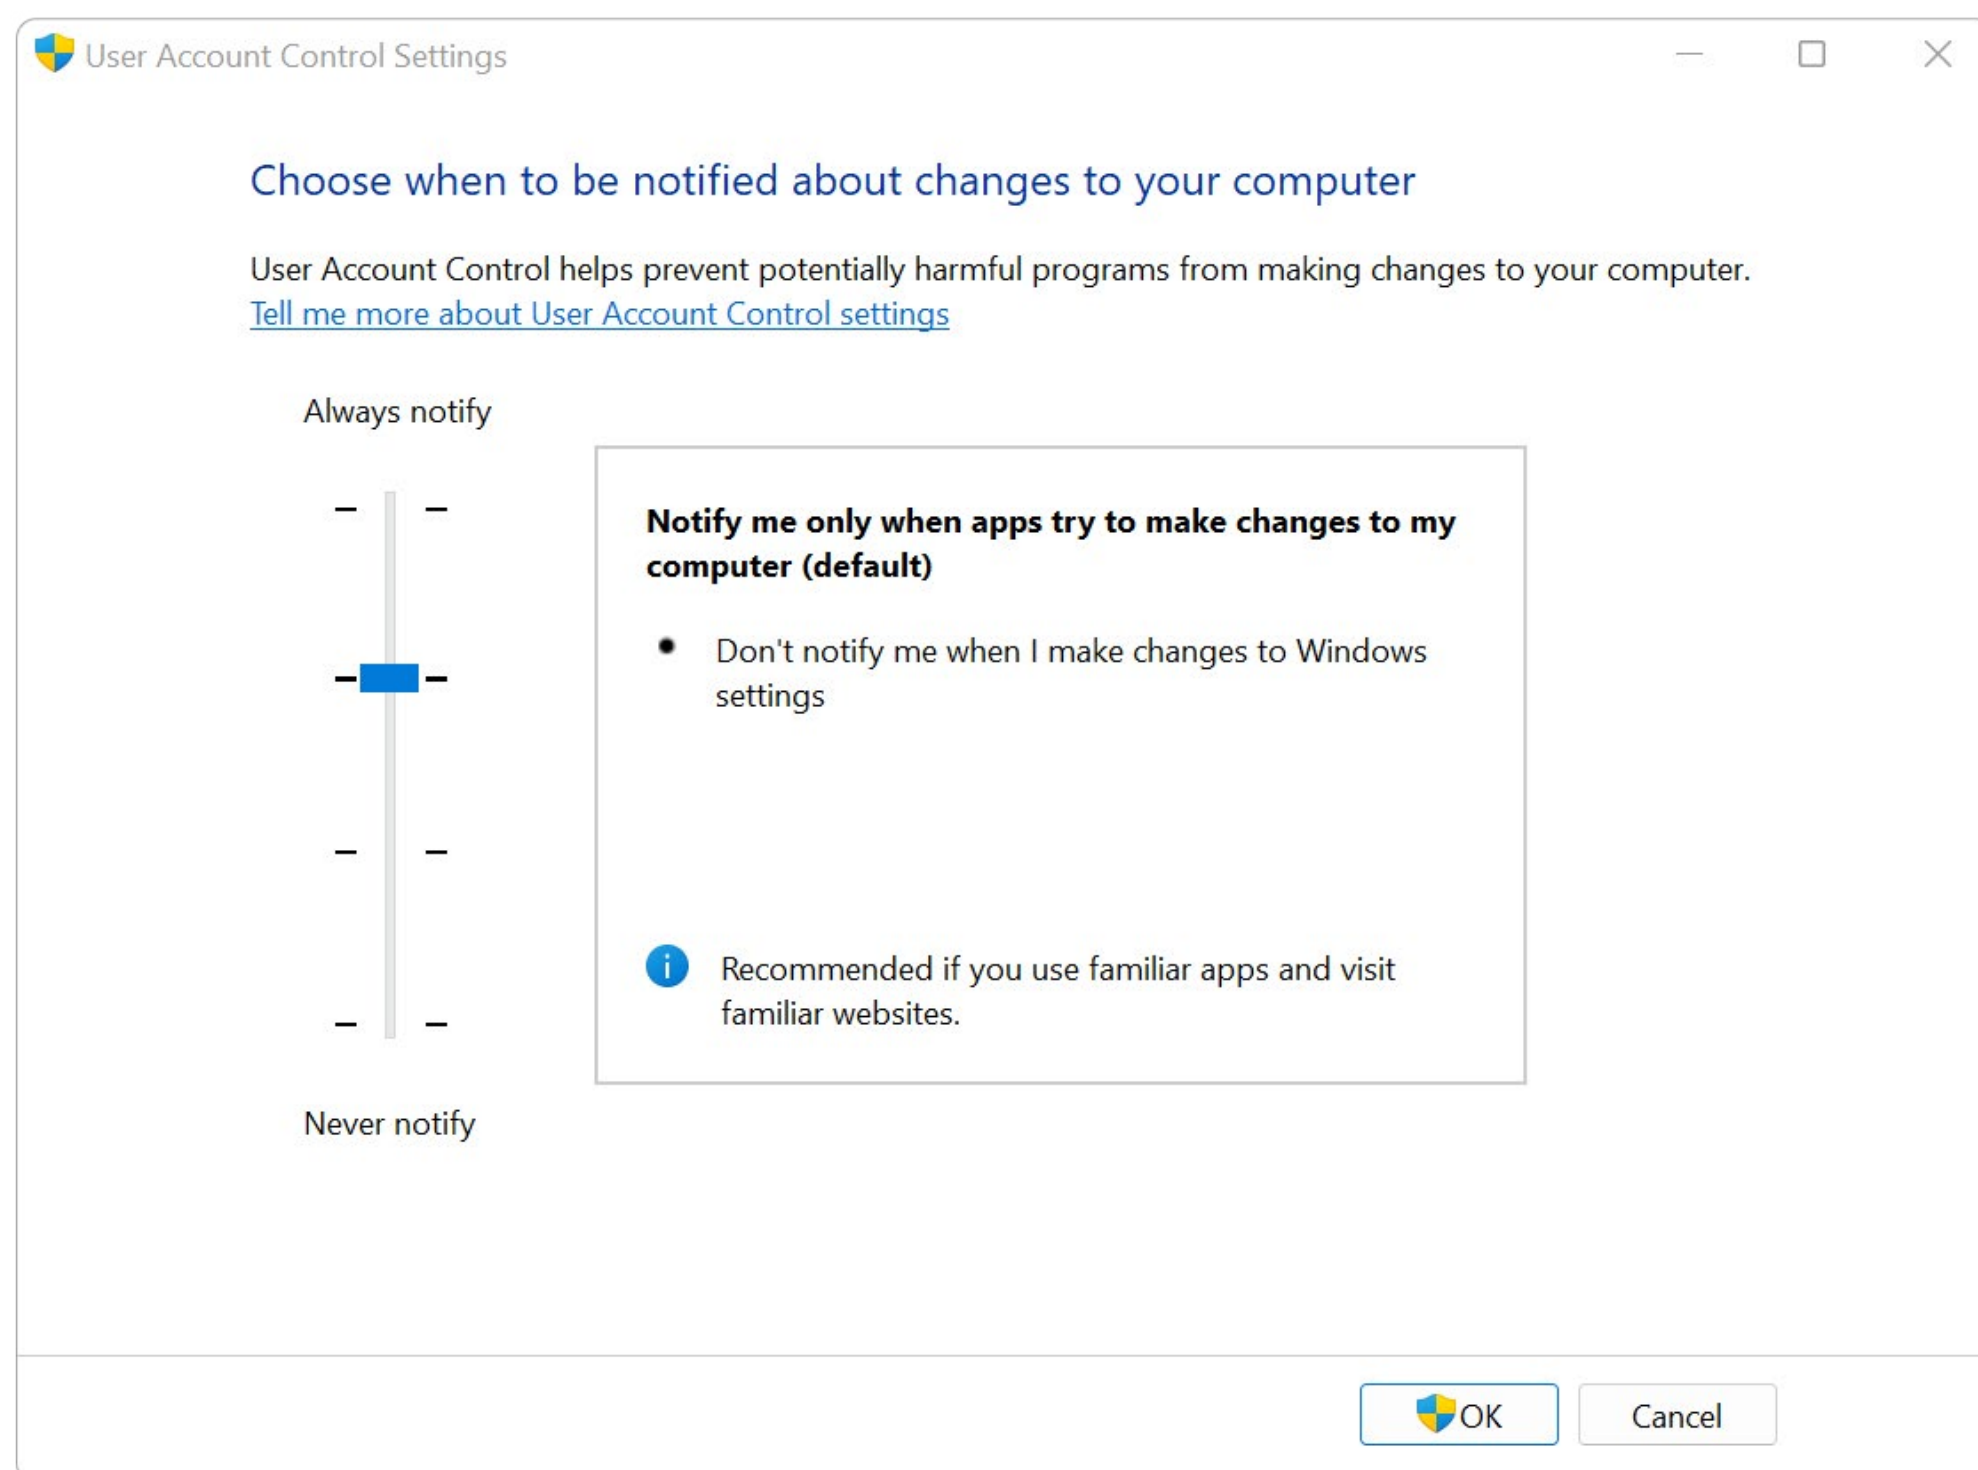 User Account Control Settings
Choose when to be notified about changes to your computer
User Account Control helps prevent potentially harmful programs from making changes to your computer.
Tell me more about User Account Control settings
Always notify
Notify me only when apps try to make changes to my
computer (default)
Don't notify me when I make changes to Windows
settings
Recommended if you use familiar apps and visit
familiar websites.
Never notify
OK
Cancel